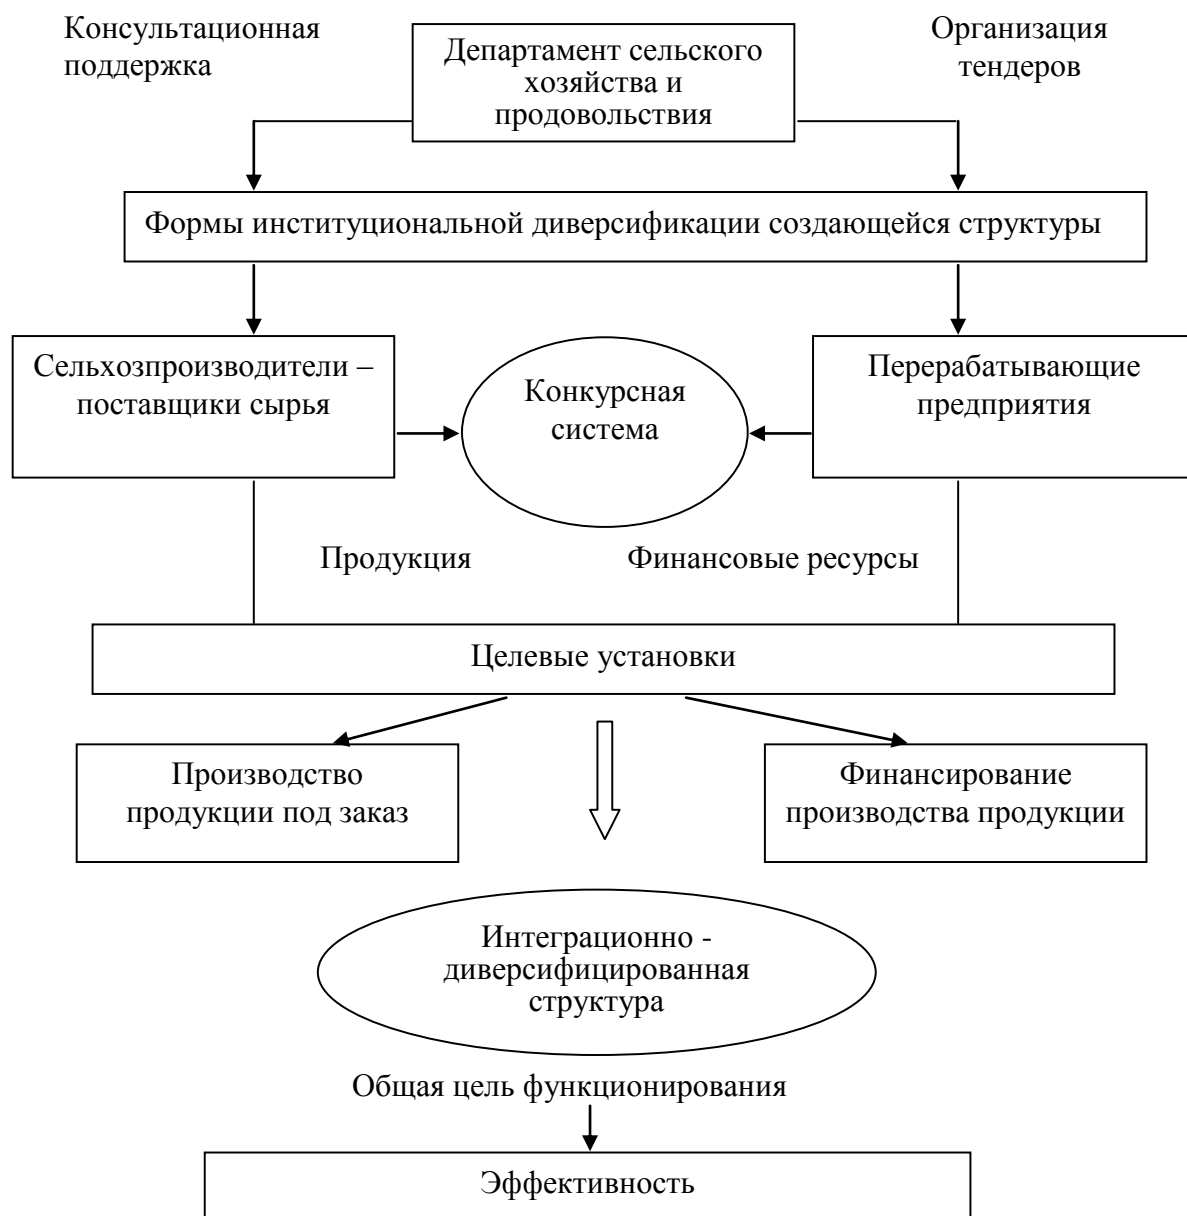 Консультационная
поддержка
Департамент сельского
хозяйства и
продовольствия
Организация
тендеров
Формы институциональной диверсификации создающейся структуры
Сельхозпроизводители –
поставщики сырья
Конкурсная
система
Перерабатывающие
предприятия
Продукция
Финансовые ресурсы
Целевые установки
Производство
продукции под заказ
Финансирование
производства продукции
Интеграционно -
диверсифицированная
структура
Общая цель функционирования
Эффективность